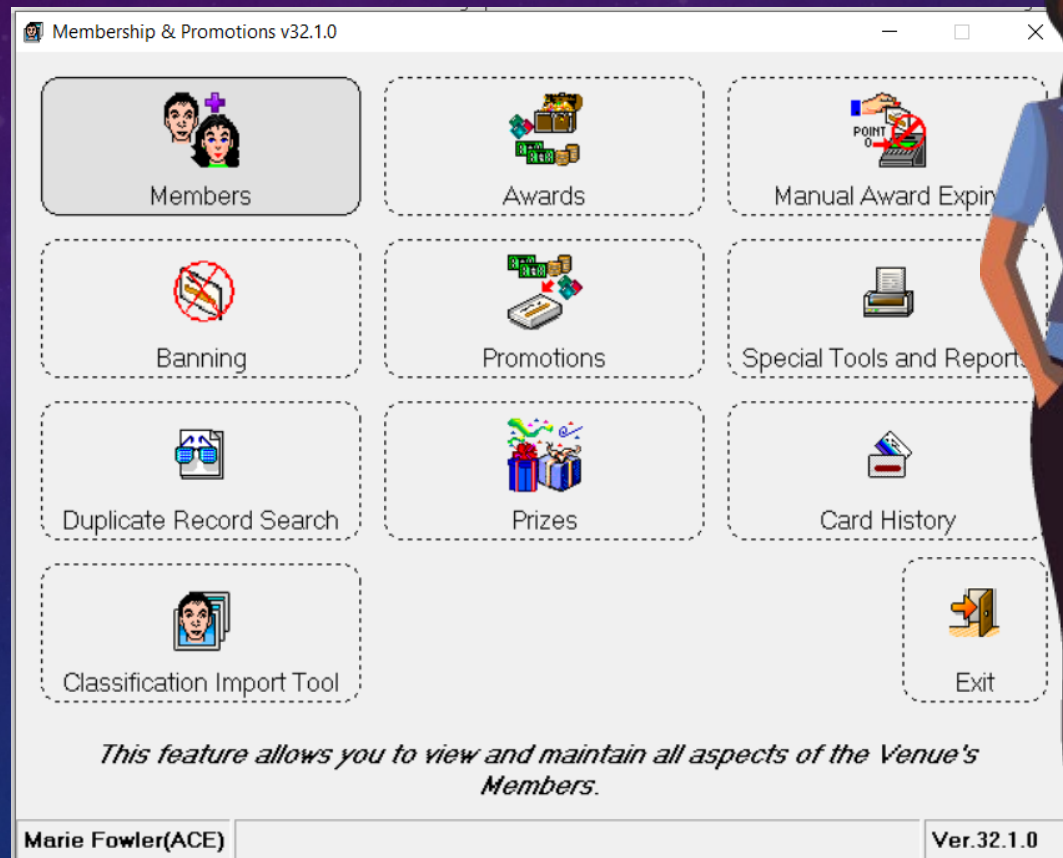 Membership & Promotions v32.1.0
POINT
0
Members
Awards
Manual Award Expiry
Banning
Promotions
Special Tools and Reports
Duplicate Record Search
Prizes
Card History
Classification Import Tool
Exit
This feature allows you to view and maintain all aspects of the Venue's
Members.
Marie Fowler(ACE)
Ver.32.1.0